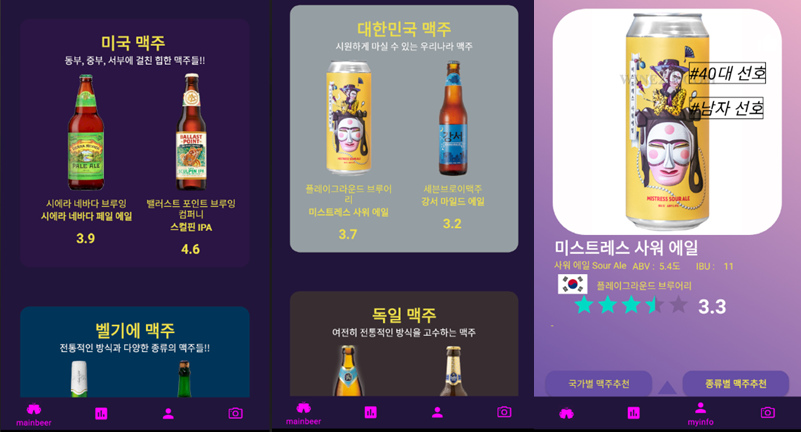 미국 맥주
동부, 중부, 서부에 걸친 힙한 맥주들!!
SIERRA NEVADA
PALE ALE
BALLAST POINT
시에라 네바다 브루잉
시에라 네바다 페일 에일
3.9
밸러스트 포인트 브루잉
컴퍼니
스컬핀 IPA
4.6
벨기에 맥주
전통적인 방식과 다양한 종류의 맥주들!!
mainbeer
대한민국 맥주
시원하게 마실 수 있는 우리나라 맥주
강서
플레이그라운드 브루어
리
미스트레스 사워 에일
3.7
세븐브로이맥주
강서 마일드 에일
3.2
독일 맥주
여전히 전통적인 방식을 고수하는 맥주
mainbeer
#40대 선호
#남자 선호
MISTRESS SOUR ALE
미스트레스 사워 에일
사워 에일 Sour Ale ABV : 5.4도 IBU : 11
플레이그라운드 브루어리
3.3
-
국가별 맥주추천
종류별 맥주추천
myinfo